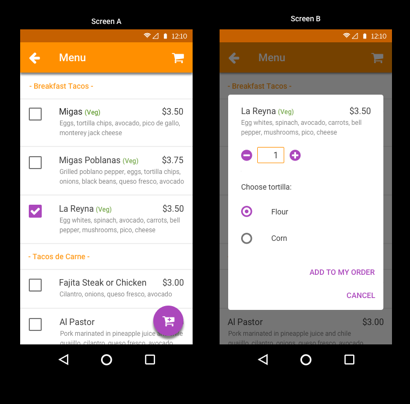 Screen A
12:10
Menu
- Breakfast Tacos -
Migas (Veg) $3.50
Eggs, tortilla chips, avocado, pico de gallo,
monterey jack cheese
Migas Poblanas (Veg) $3.75
Grilled poblano pepper, eggs, tortilla chips,
onions, black beans, queso fresco, avocado
La Reyna (Veg) $3.50
Egg whites, spinach, avocado, carrots, bell
pepper, mushrooms, pico, cheese
- Tacos de Carne -
Fajita Steak or Chicken $3.00
Cilantro, onions, queso fresco, avocado
Al Pastor
Pork marinated in pineapple juice and chile
Screen B
12:10
Menu
- Breakfast Tacos -
La Reyna (Veg) $3.50
Egg whites, spinach, avocado, carrots, bell
pepper, mushrooms, pico, cheese
1
Choose tortilla:
Flour
Corn
ADD TO MY ORDER
CANCEL
Al Pastor $3.00
Pork marinated in pineapple juice and chile